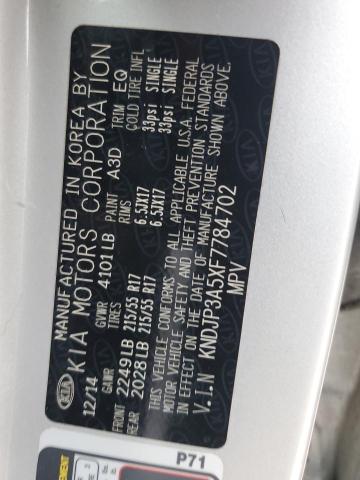 MANUFACTURED IN KOREA BY
KIA MOTORS CORPORATION
12/14 GVWR 4101LB PAINT A3D TRIM EQ
GAWR TIRES RIMS COLD TIRE INFL
FRONT 2249LB 215/55 R17 6.5JX17 33psi SINGLE
REAR 2028LB 215/55 R17 6.5JX17 33psi SINGLE
THIS VEHICLE CONFORMS TO ALL APPLICABLE U.S.A. FEDERAL
MOTOR VEHICLE SAFETY AND THEFT PREVENTION STANDARDS
IN EFFECT ON THE DATE OF MANUFACTURE SHOWN ABOVE.
V.I.N KNDJP3A5XF7784702
MPV
KIA
P71